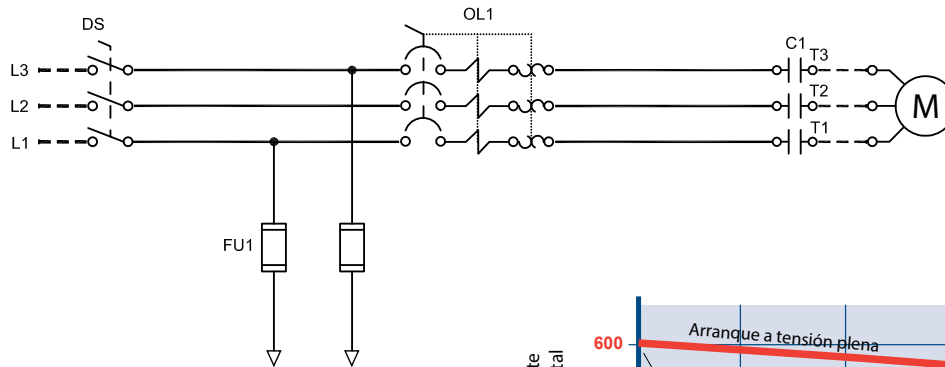 DS
OL1
C1
L3
T3
L2
T2
M
L1
T1
FU1
Arranque a tensión plena
600